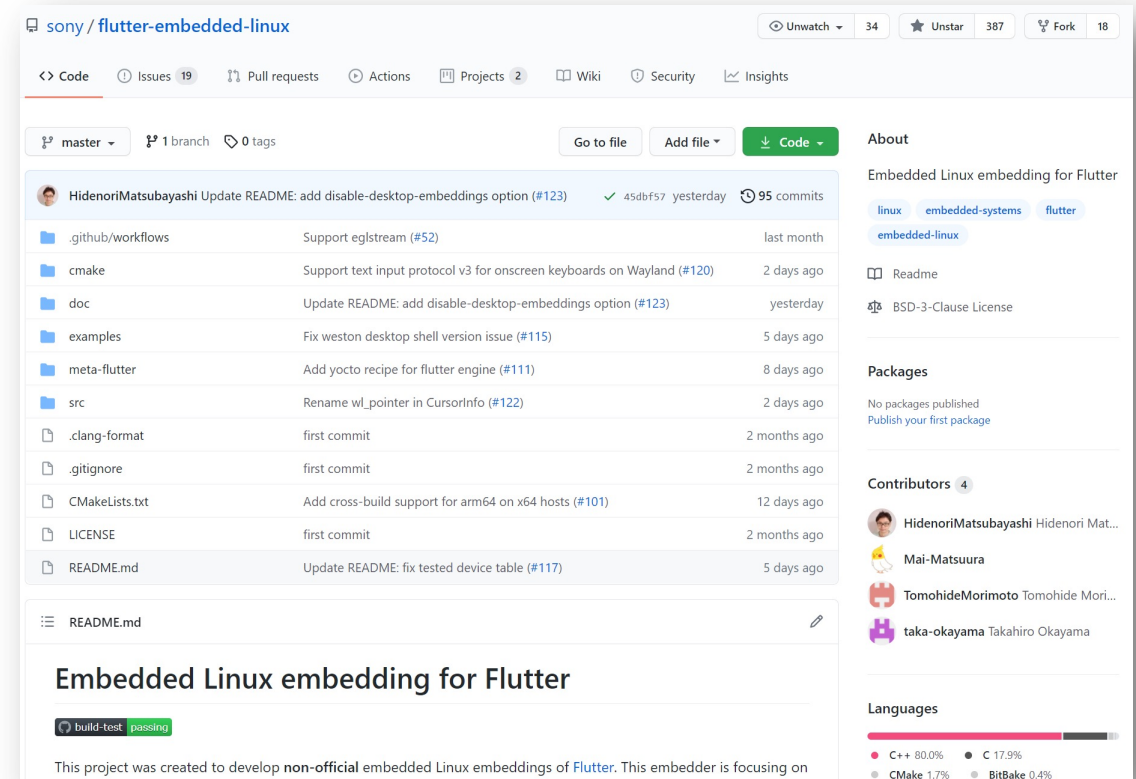 sony / flutter-embedded-linux
Unwatch 34 Unstar 387 Fork 18
Code Issues 19 Pull requests Actions Projects 2 Wiki Security Insights
master 1 branch 0 tags Go to file Add file Code
HidenoriMatsubayashi Update README: add disable-desktop-embeddings option (#123) 45dbf57 yesterday 95 commits
.github/workflows Support eglstream (#52) last month
cmake Support text input protocol v3 for onscreen keyboards on Wayland (#120) 2 days ago
doc Update README: add disable-desktop-embeddings option (#123) yesterday
examples Fix weston desktop shell version issue (#115) 5 days ago
meta-flutter Add yocto recipe for flutter engine (#111) 8 days ago
src Rename wl_pointer in CursorInfo (#122) 2 days ago
.clang-format first commit 2 months ago
.gitignore first commit 2 months ago
CMakeLists.txt Add cross-build support for arm64 on x64 hosts (#101) 12 days ago
LICENSE first commit 2 months ago
README.md Update README: fix tested device table (#117) 5 days ago
README.md
Embedded Linux embedding for Flutter
build-test passing
This project was created to develop non-official embedded Linux embeddings of Flutter. This embedder is focusing on
About
Embedded Linux embedding for Flutter
linux embedded-systems flutter
embedded-linux
Readme
BSD-3-Clause License
Packages
No packages published
Publish your first package
Contributors 4
HidenoriMatsubayashi Hidenori Mat...
Mai-Matsuura
TomohideMorimoto Tomohide Mori...
taka-okayama Takahiro Okayama
Languages
C++ 80.0% C 17.9%
CMake 1.7% BitBake 0.4%